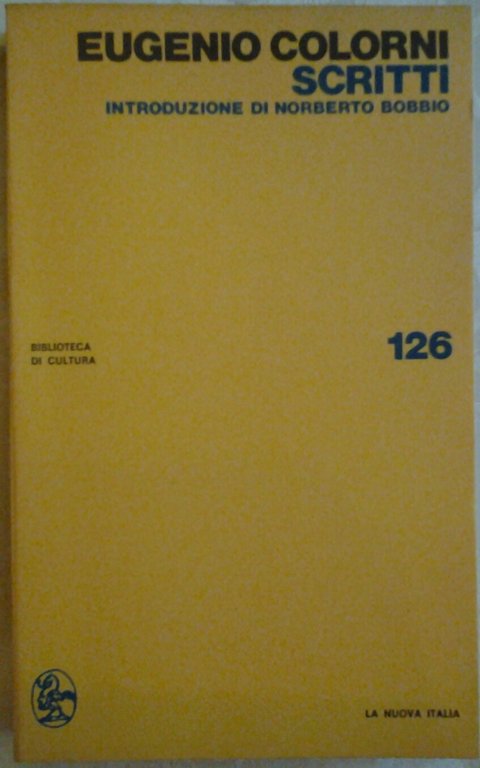 EUGENIO COLORNI
SCRITTI
INTRODUZIONE DI NORBERTO BOBBIO
BIBLIOTECA
DI CULTURA
126
LA NUOVA ITALIA